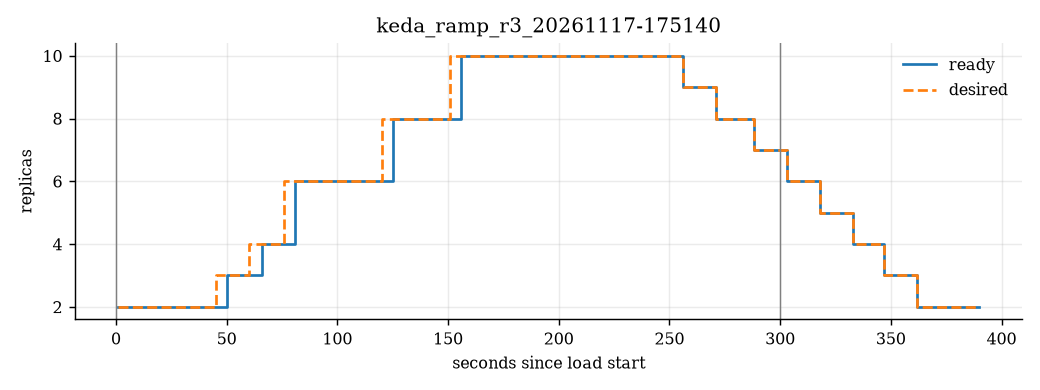 keda_ramp_r3_20261117-175140
replicas
10
8
6
4
2
ready
desired
0 50 100 150 200 250 300 350 400
seconds since load start